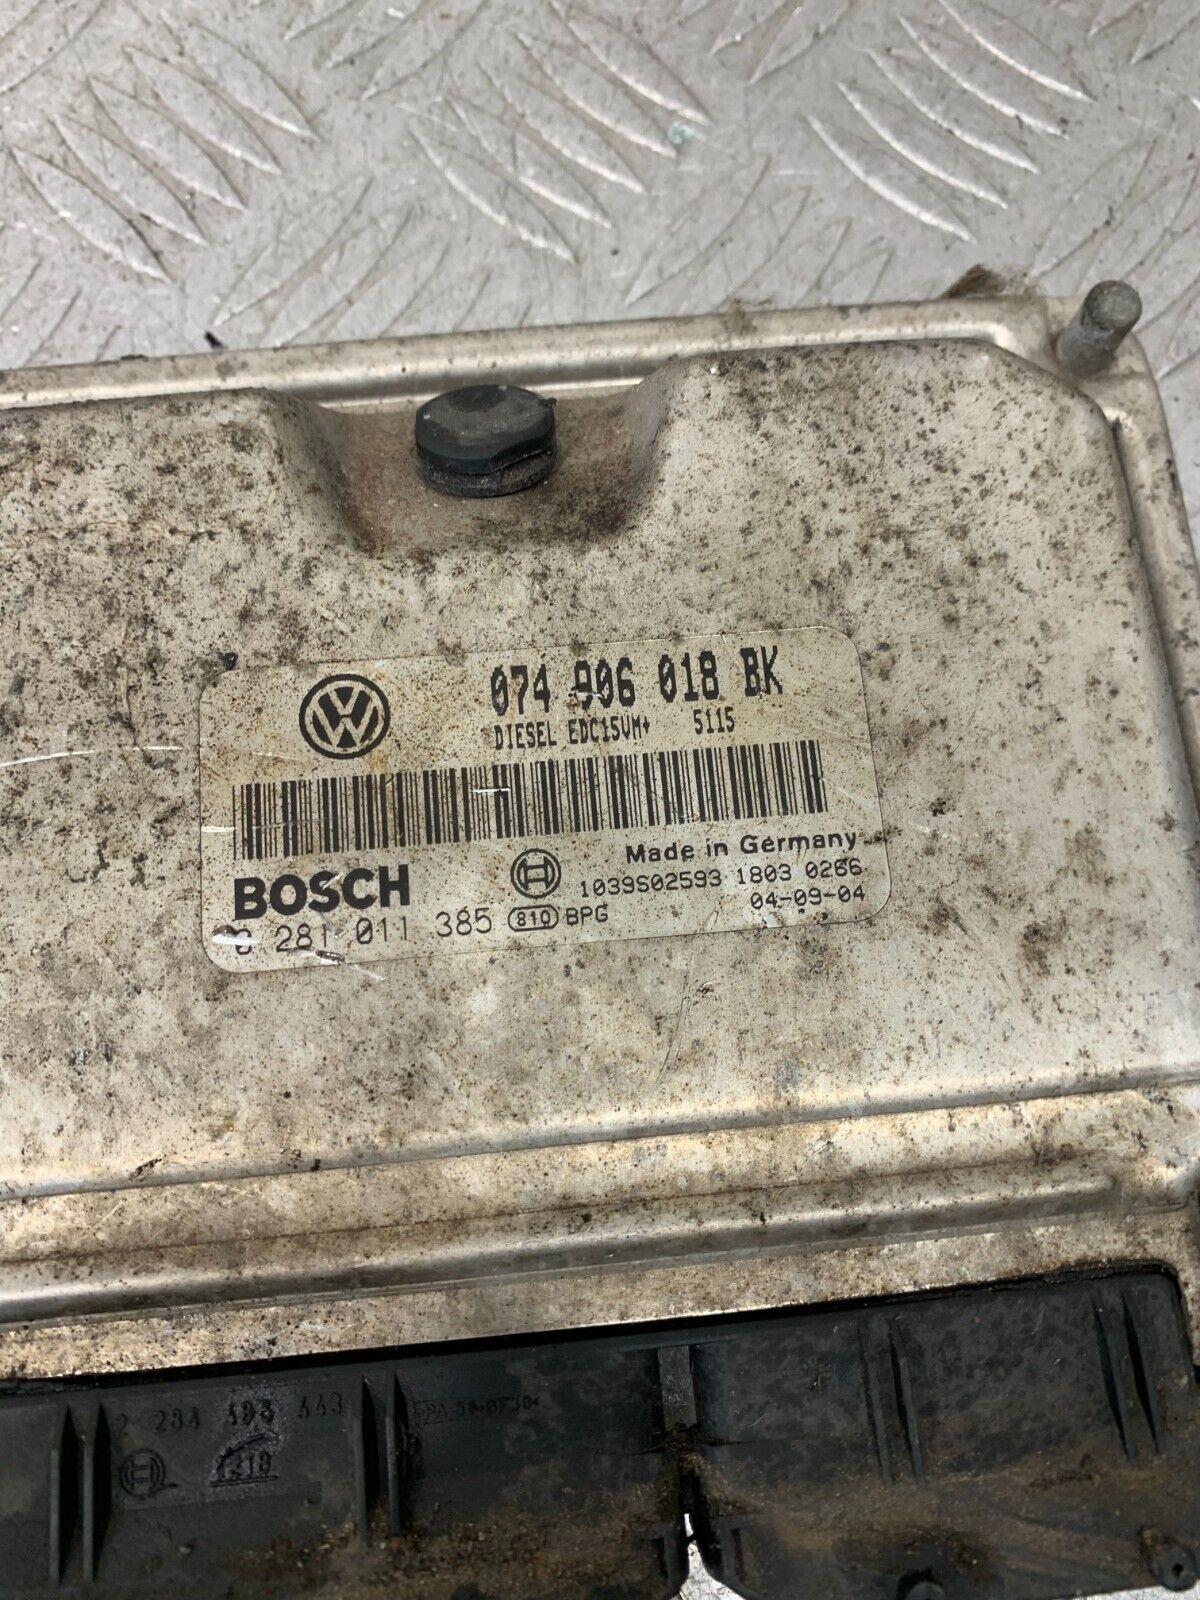 074 906 018 BK
DIESEL EDC15VM+ 5115
Made in Germany
BOSCH
1039S02593 1803 0266
0 281 011 385 810 BPG
04-09-04
1218